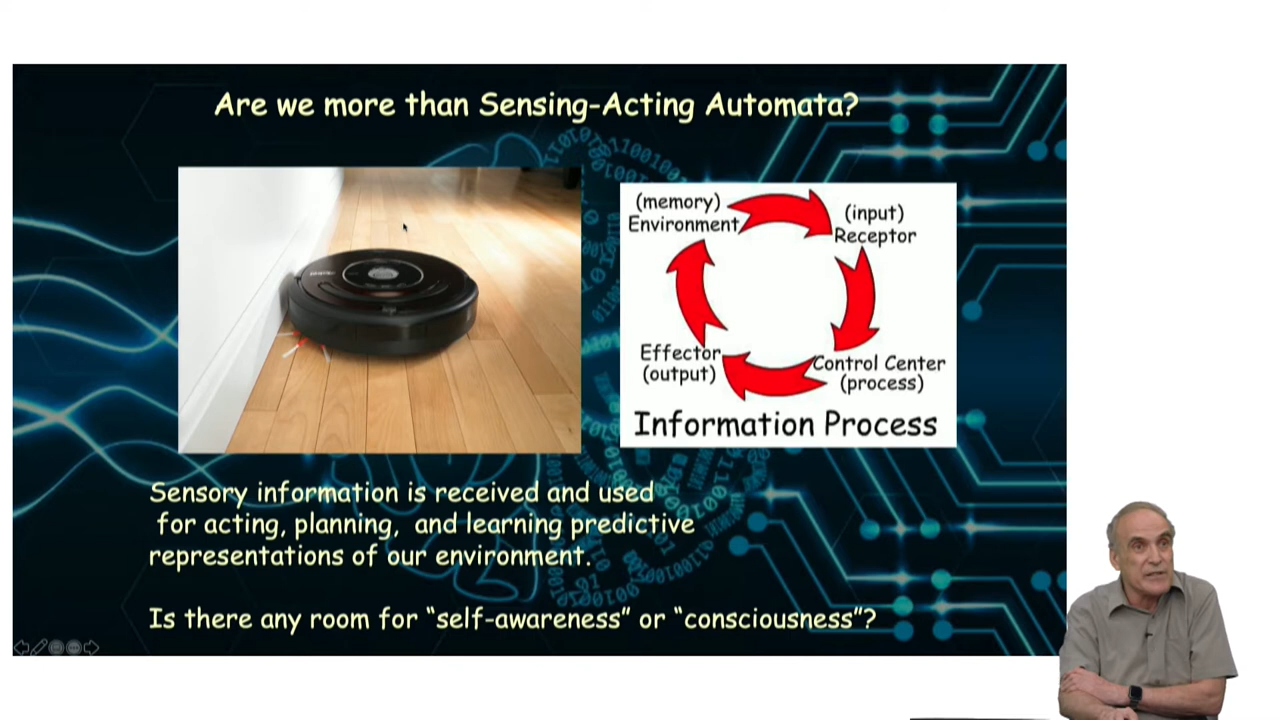 Are we more than Sensing-Acting Automata?
(memory)
Environment
(input)
Receptor
Effector
(output)
Control Center
(process)
Information Process
Sensory information is received and used
for acting, planning, and learning predictive
representations of our environment.
Is there any room for “self-awareness” or “consciousness”?